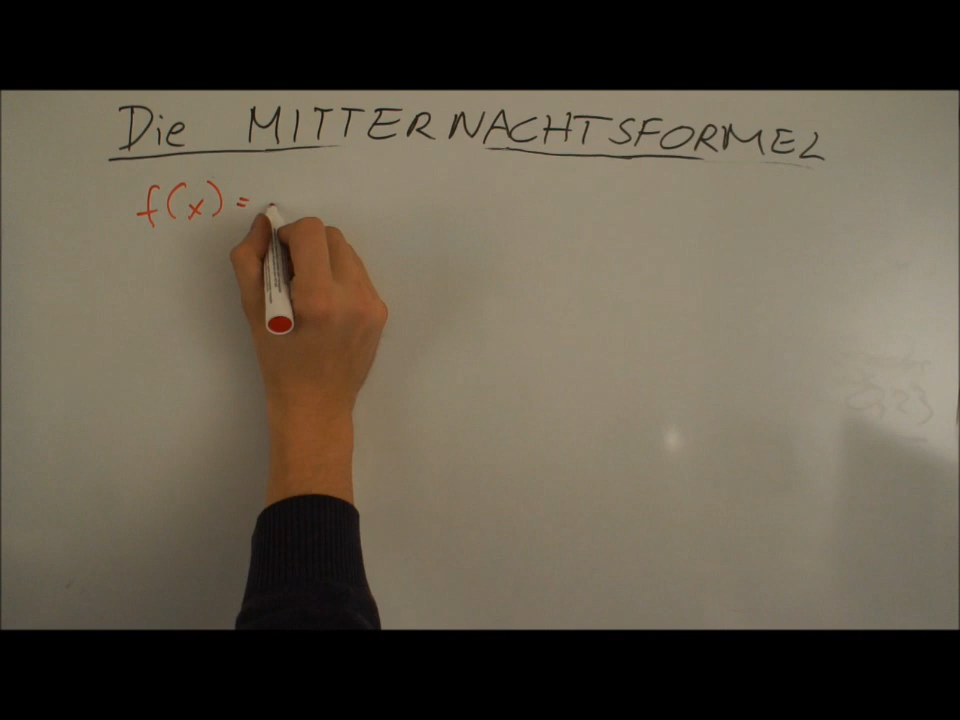 Die MITTERNACHTSFORMEL
f(x) =